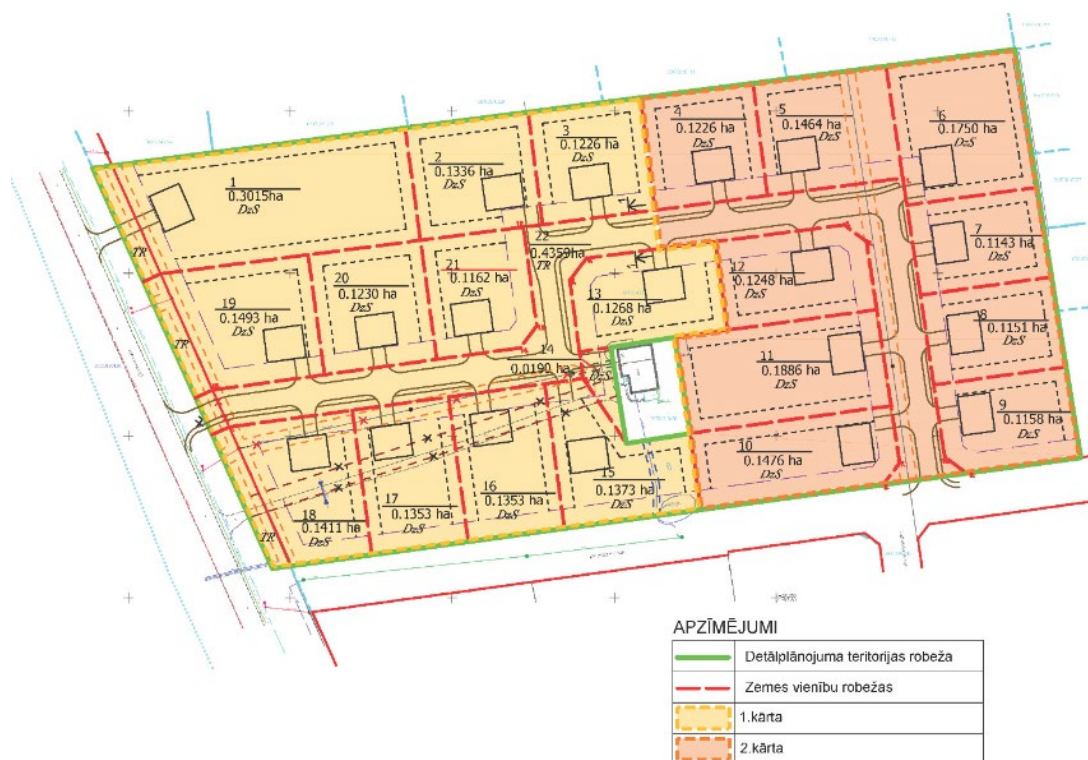 1
0.3015ha
DzS
2
0.1336 ha
DzS
3
0.1226 ha
DzS
4
0.1226 ha
DzS
5
0.1464 ha
DzS
6
0.1750 ha
DzS
7
0.1143 ha
DzS
8
0.1151 ha
DzS
9
0.1158 ha
DzS
10
0.1476 ha
DzS
11
0.1886 ha
DzS
12
0.1248 ha
DzS
13
0.1268 ha
DzS
14
0.0190 ha
DzS
15
0.1373 ha
DzS
16
0.1353 ha
DzS
17
0.1353 ha
DzS
18
0.1411 ha
DzS
19
0.1493 ha
DzS
20
0.1230 ha
DzS
21
0.1162 ha
DzS
22
0.4359ha
TR
TR
TR
TR
APZĪMĒJUMI
Detālplānojuma teritorijas robeža
Zemes vienību robežas
1.kārta
2.kārta